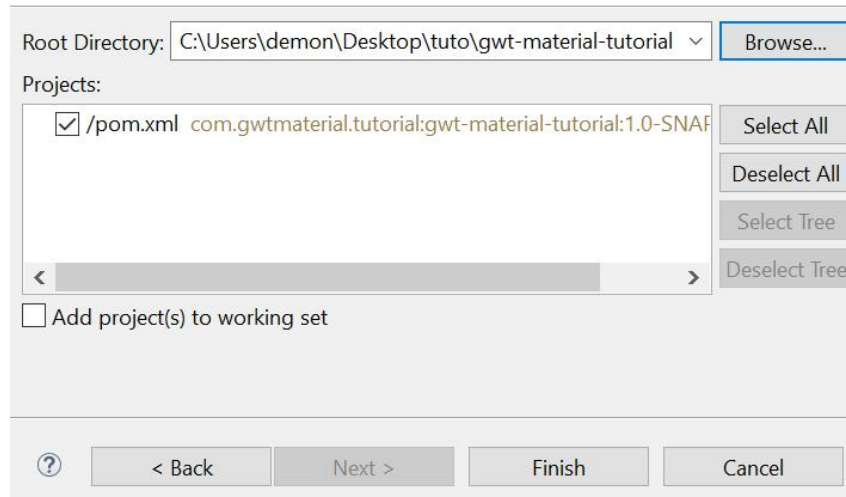 Root Directory: C:\Users\demon\Desktop\tuto\gwt-material-tutorial Browse...
Projects:
/pom.xml com.gwtmaterial.tutorial:gwt-material-tutorial:1.0-SNAP
Select All
Deselect All
Select Tree
Deselect Tree
Add project(s) to working set
? < Back Next > Finish Cancel